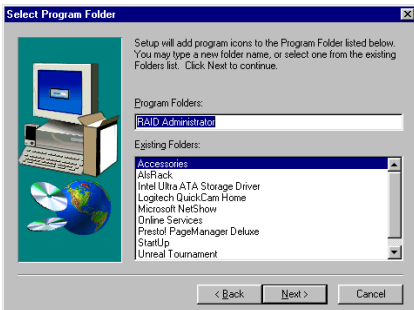 Select Program Folder
Setup will add program icons to the Program Folder listed below.
You may type a new folder name, or select one from the existing
Folders list. Click Next to continue.
Program Folders:
RAID Administrator
Existing Folders:
Accessories
AlsRack
Intel Ultra ATA Storage Driver
Logitech QuickCam Home
Microsoft NetShow
Online Services
Presto! PageManager Deluxe
StartUp
Unreal Tournament
< Back
Next >
Cancel